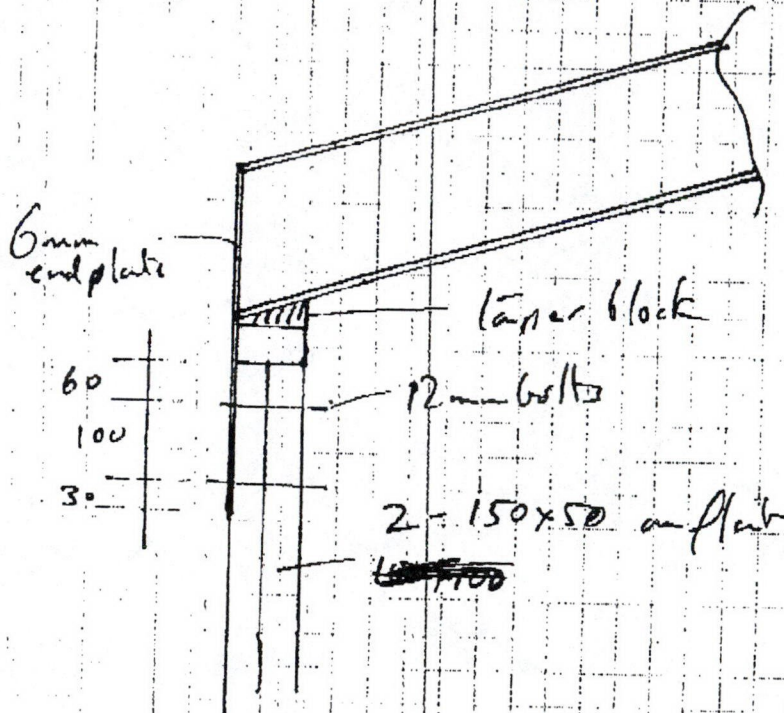 6mm
end plate
taper block
60
12mm bolts
100
30
2 - 150x50 on flat